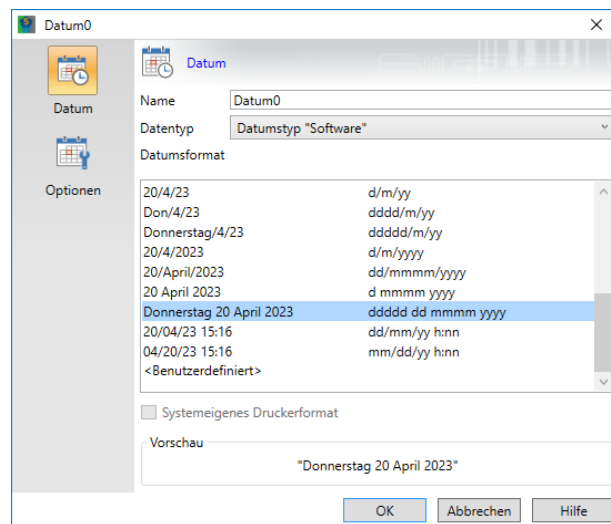 Datum0
Datum
Optionen
Datum
Name Datum0
Datentyp Datumstyp "Software"
Datumsformat
20/4/23 d/m/yy
Don/4/23 dddd/m/yy
Donnerstag/4/23 ddddd/m/yy
20/4/2023 d/m/yyyy
20/April/2023 dd/mmmm/yyyy
20 April 2023 d mmmm yyyy
Donnerstag 20 April 2023 ddddd dd mmmm yyyy
20/04/23 15:16 dd/mm/yy h:nn
04/20/23 15:16 mm/dd/yy h:nn
<Benutzerdefiniert>
Systemeigenes Druckerformat
Vorschau
"Donnerstag 20 April 2023"
OK Abbrechen Hilfe